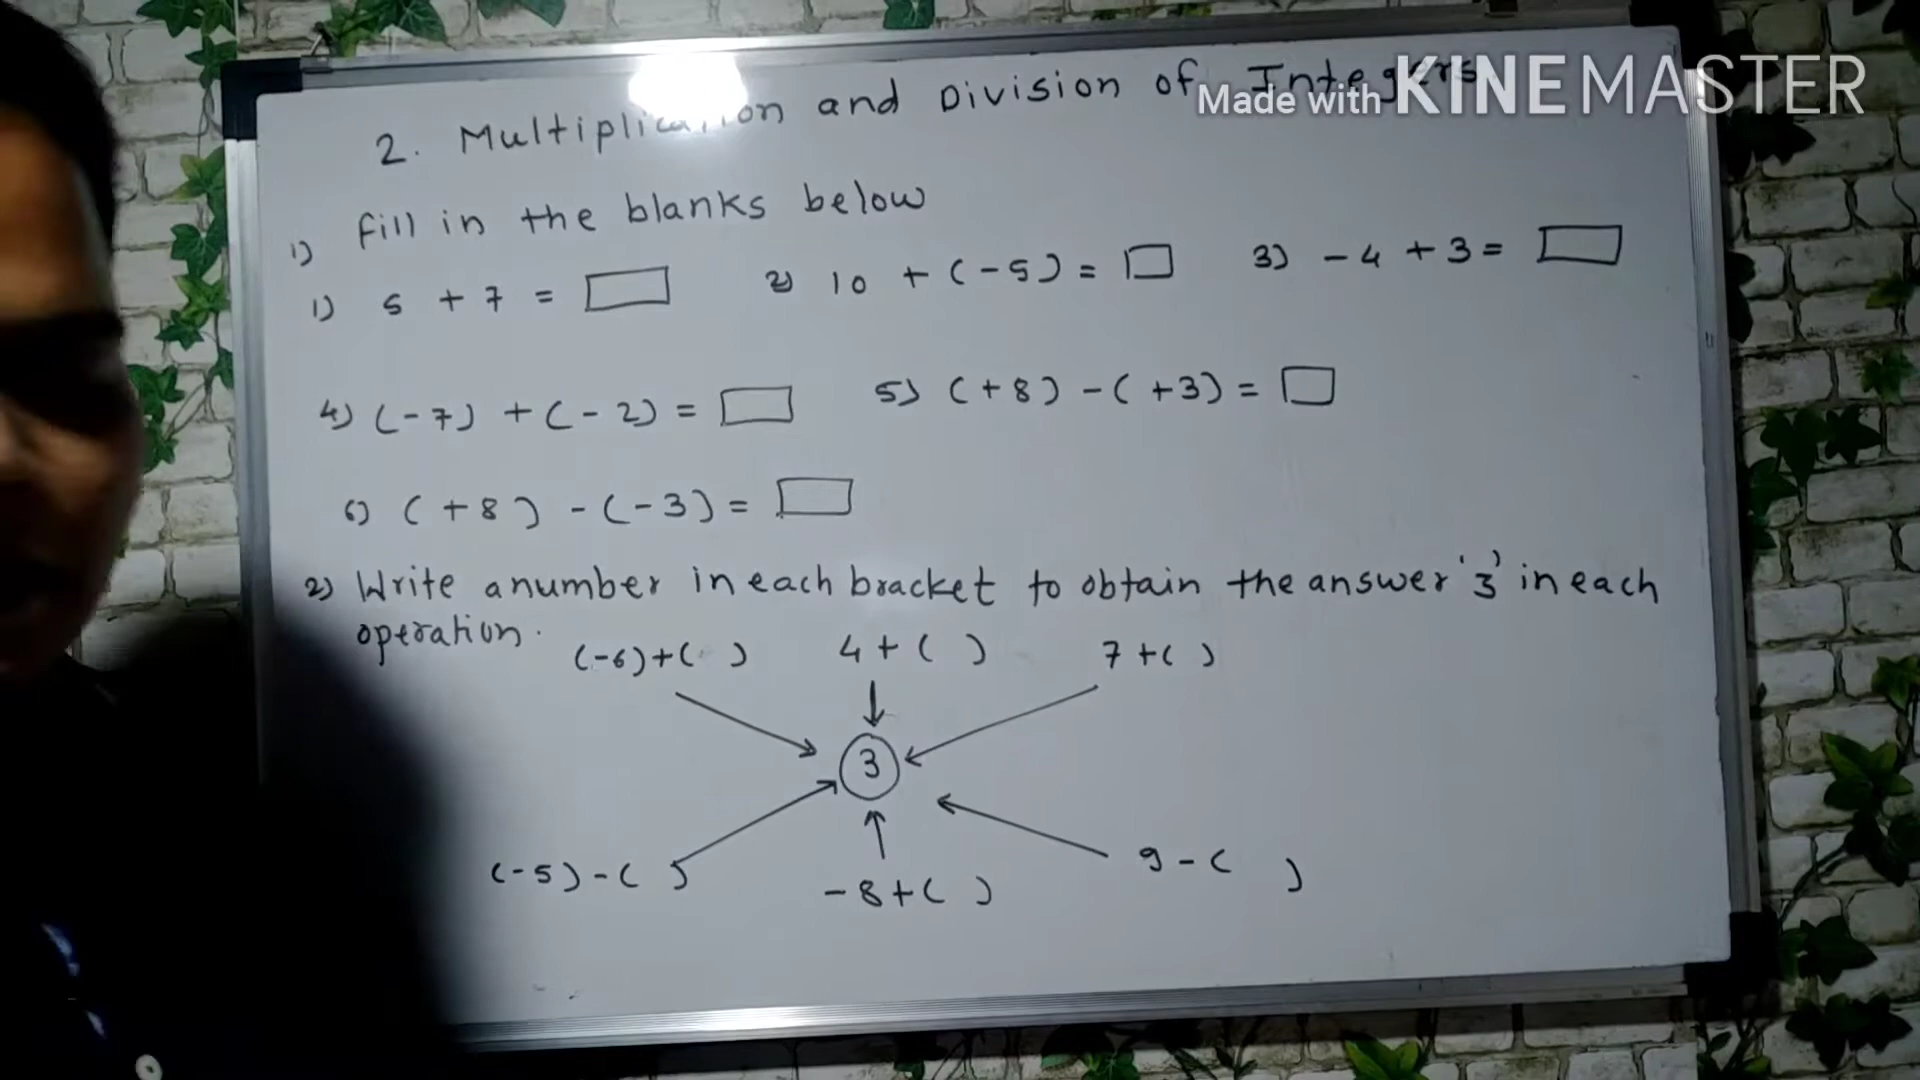 2. Multiplication and Division of Integers
Made with KINEMASTER
1) Fill in the blanks below
1) 5 + 7 = 2) 10 + (-5) = 3) -4 + 3 =
4) (-7) + (-2) = 5) (+8) - (+3) =
6) (+8) - (-3) =
2) Write a number in each bracket to obtain the answer '3' in each
operation.
(-6)+( ) 4+( ) 7+( )
3
(-5)-( ) -8+( ) 9-( )